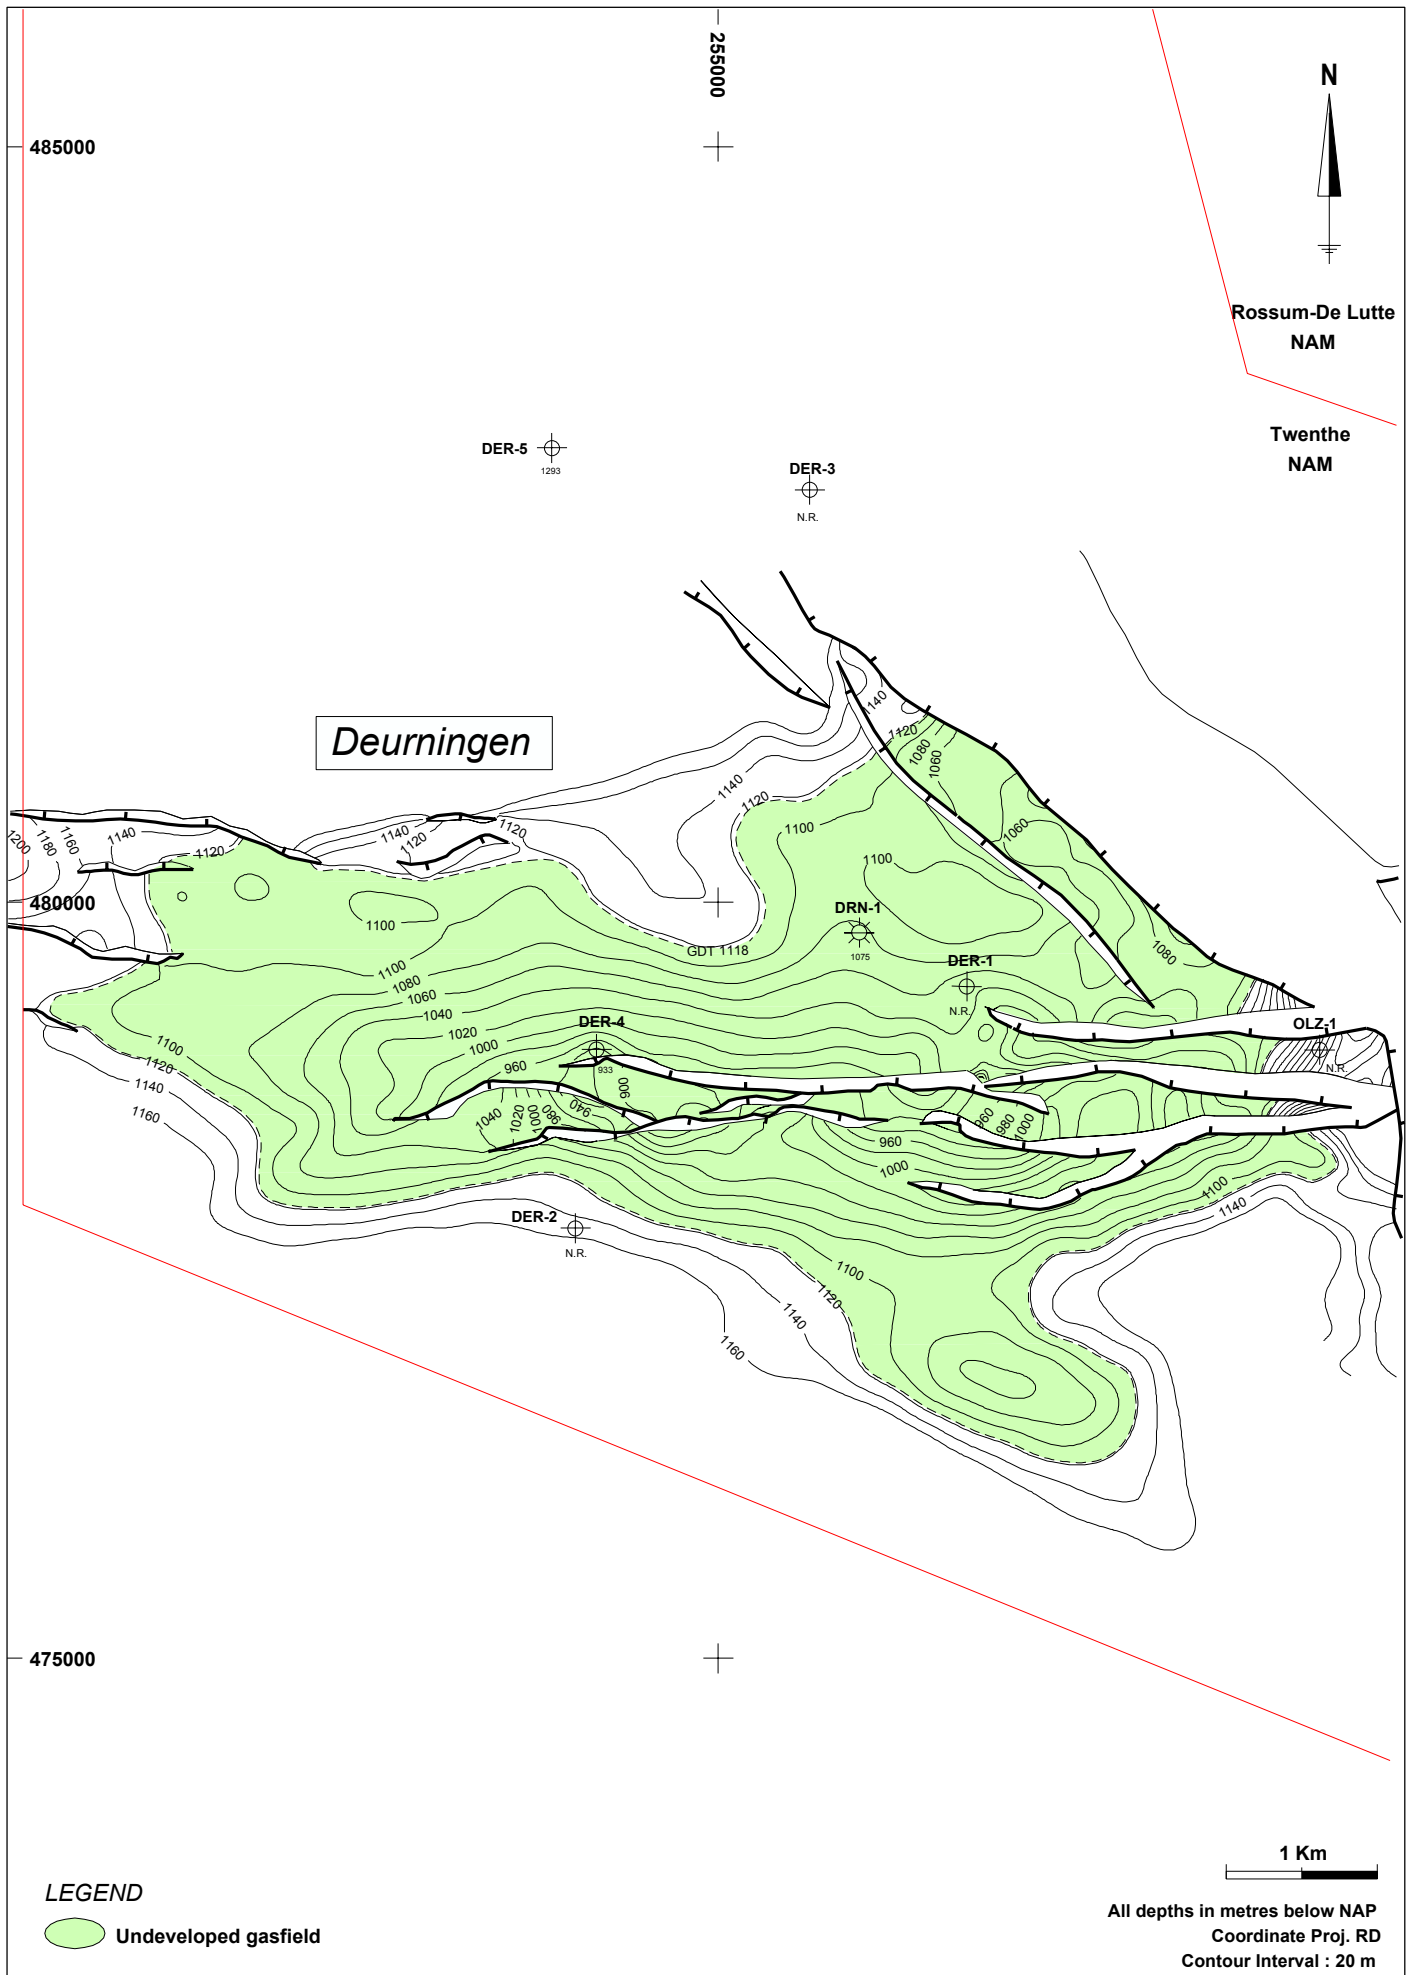 255000
N
485000
Rossum-De Lutte
NAM
Twenthe
NAM
DER-5
1293
DER-3
N.R.
Deurningen
1140
1120
1080
1060
1140
1120
1100
1060
1200
1180
1160
1140
1120
1140
1120
1120
1100
480000
1100
DRN-1
1075
GDT 1118
1080
DER-1
N.R.
1100
1080
1060
1040
1020
1000
960
DER-4
933
900
OLZ-1
N.R.
1100
1120
1140
1160
1040
1020
1000
980
940
960
980
1000
960
1000
1100
1140
DER-2
N.R.
1100
1120
1140
1160
475000
1 Km
LEGEND
Undeveloped gasfield
All depths in metres below NAP
Coordinate Proj. RD
Contour Interval : 20 m